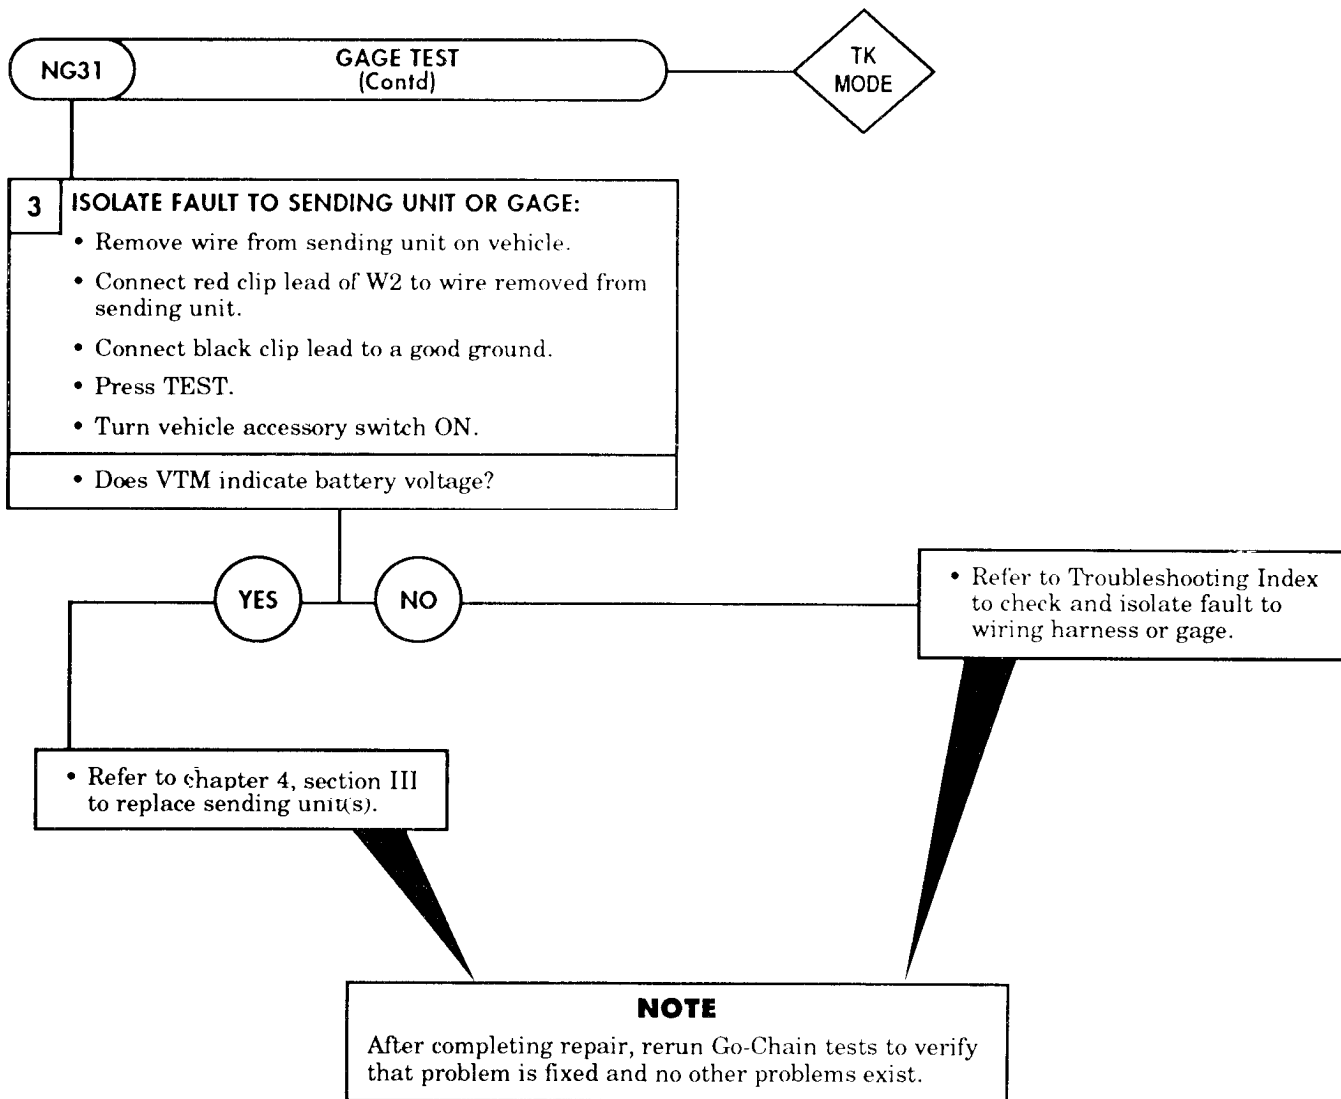 NG31
GAGE TEST
(Contd)
TK
MODE
3
ISOLATE FAULT TO SENDING UNIT OR GAGE:
• Remove wire from sending unit on vehicle.
• Connect red clip lead of W2 to wire removed from
sending unit.
• Connect black clip lead to a good ground.
• Press TEST.
• Turn vehicle accessory switch ON.
• Does VTM indicate battery voltage?
YES
NO
• Refer to Troubleshooting Index
to check and isolate fault to
wiring harness or gage.
• Refer to chapter 4, section III
to replace sending unit(s).
NOTE
After completing repair, rerun Go-Chain tests to verify
that problem is fixed and no other problems exist.